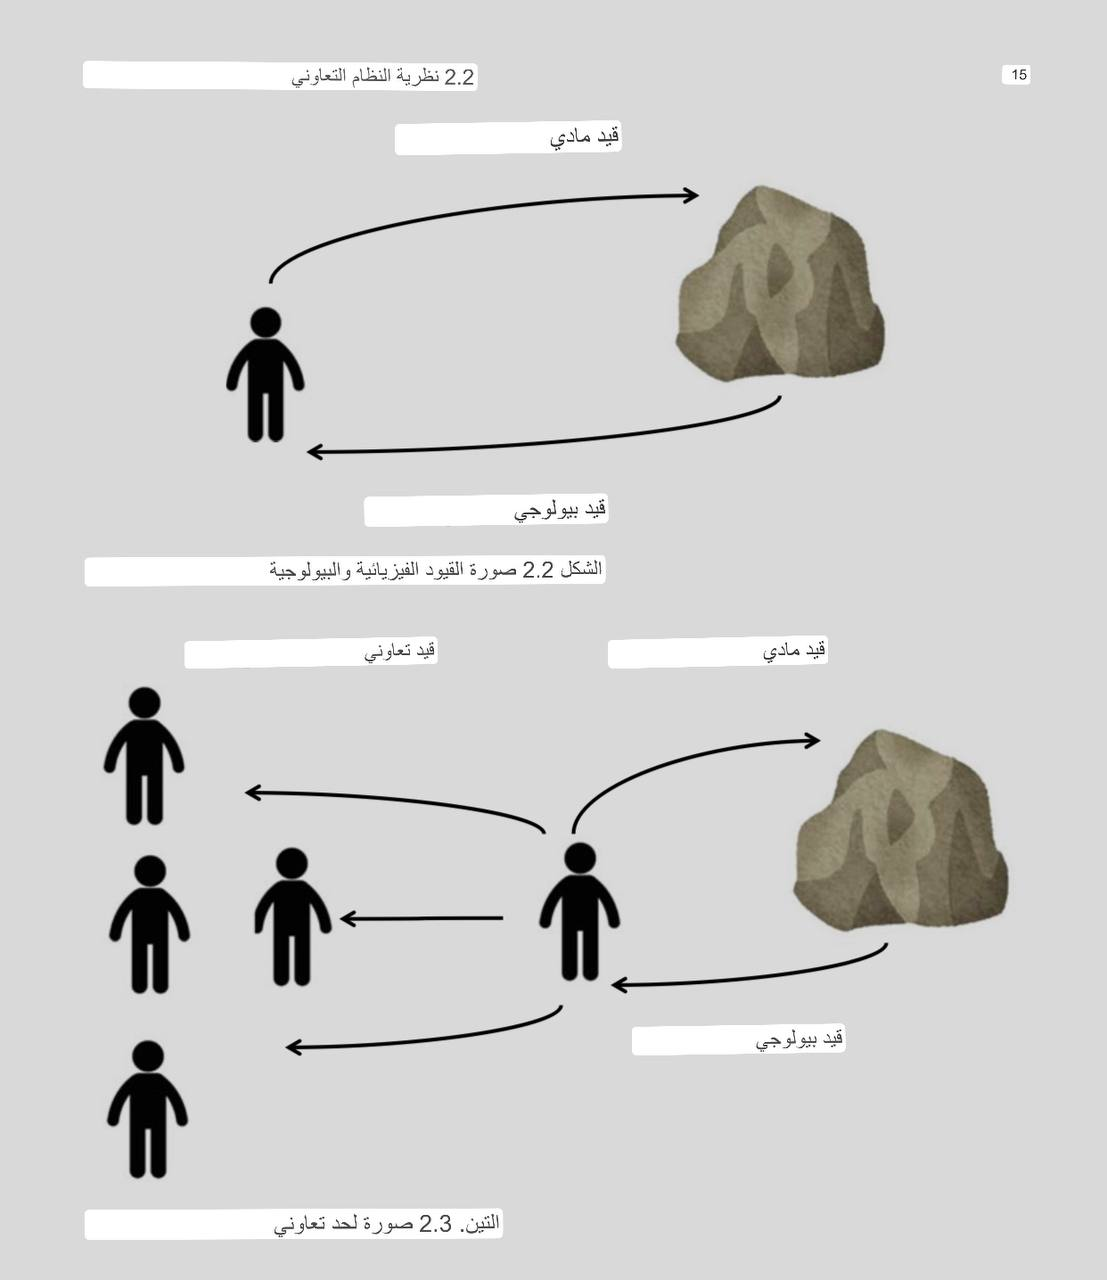 2.2 نظرية النظام التعاوني
15
قيد مادي
قيد بيولوجي
الشكل 2.2 صورة القيود الفيزيائية والبيولوجية
قيد مادي
قيد تعاوني
قيد بيولوجي
التين. 2.3 صورة لحد تعاوني